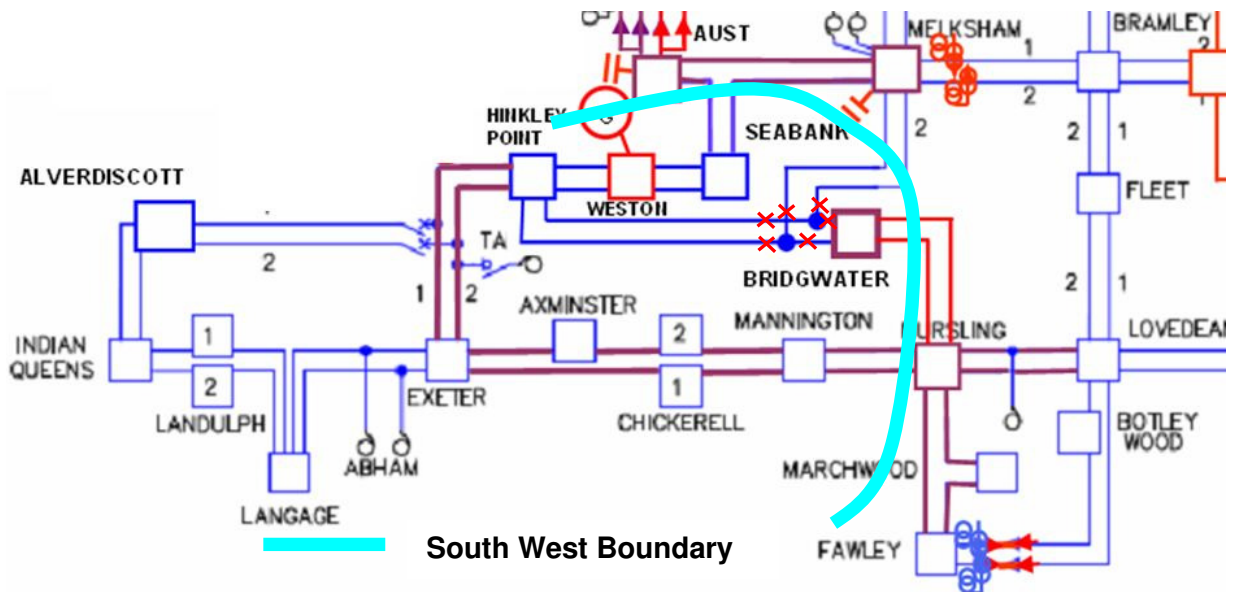 AUST
MELKSHAM
1
BRAMLEY
2
HINKLEY
POINT
G
SEABANK
2
2
2
1
ALVERDISCOTT
WESTON
FLEET
2
TA
BRIDGWATER
1
2
2
1
AXMINSTER
MANNINGTON
NURSLING
LOVEDEAN
INDIAN
QUEENS
1
2
2
1
EXETER
LANDULPH
CHICKERELL
BOTLEY
WOOD
ABHAM
MARCHWOOD
LANGAGE
South West Boundary
FAWLEY